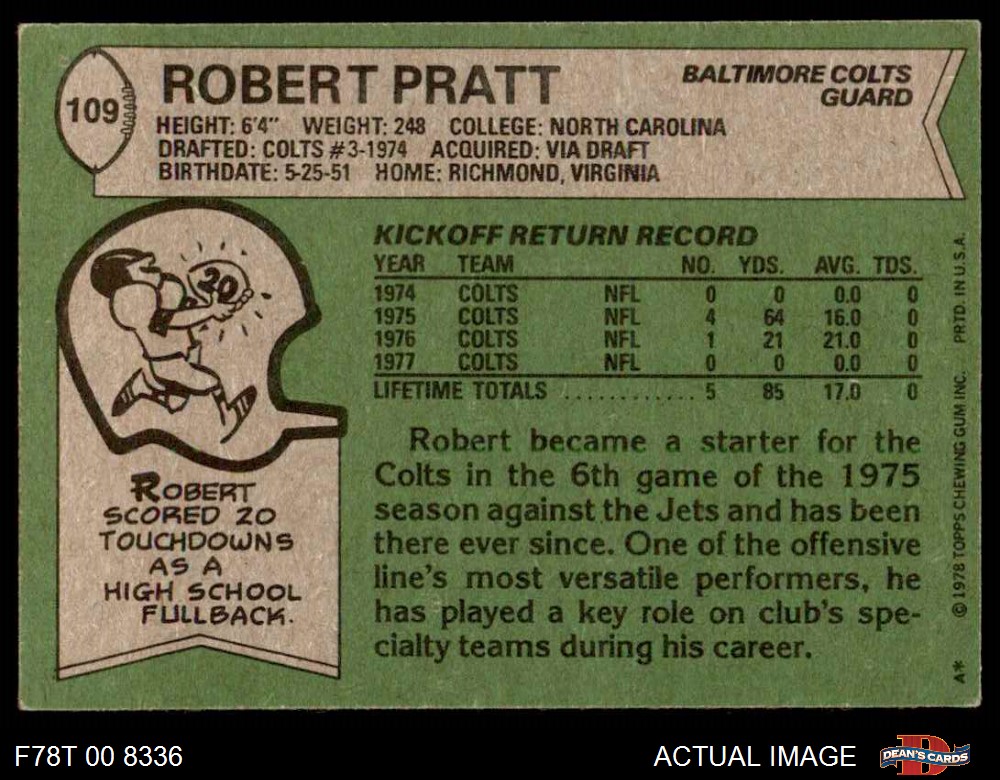 109
ROBERT PRATT
BALTIMORE COLTS
GUARD
HEIGHT: 6'4" WEIGHT: 248 COLLEGE: NORTH CAROLINA
DRAFTED: COLTS #3-1974 ACQUIRED: VIA DRAFT
BIRTHDATE: 5-25-51 HOME: RICHMOND, VIRGINIA
20
ROBERT
SCORED 20
TOUCHDOWNS
AS A
HIGH SCHOOL
FULLBACK.
KICKOFF RETURN RECORD
YEAR TEAM NO. YDS. AVG. TDS.
1974 COLTS NFL 0 0 0.0 0
1975 COLTS NFL 4 64 16.0 0
1976 COLTS NFL 1 21 21.0 0
1977 COLTS NFL 0 0 0.0 0
LIFETIME TOTALS ............ 5 85 17.0 0
Robert became a starter for the
Colts in the 6th game of the 1975
season against the Jets and has been
there ever since. One of the offensive
line's most versatile performers, he
has played a key role on club's spe-
cialty teams during his career.
A* © 1978 TOPPS CHEWING GUM INC. PRTD. IN U.S.A.
F78T 00 8336
ACTUAL IMAGE
D
DEAN'S CARDS